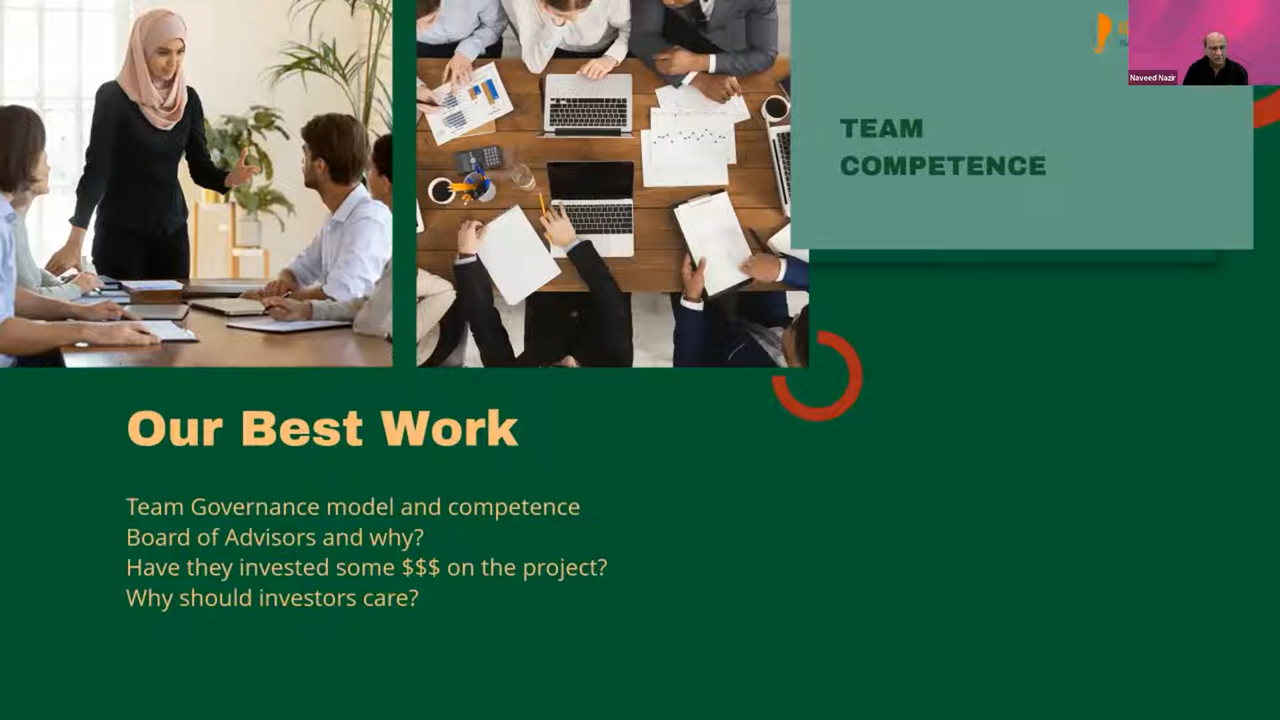 TEAM
COMPETENCE
Naveed Nazir
Our Best Work
Team Governance model and competence
Board of Advisors and why?
Have they invested some $$$ on the project?
Why should investors care?